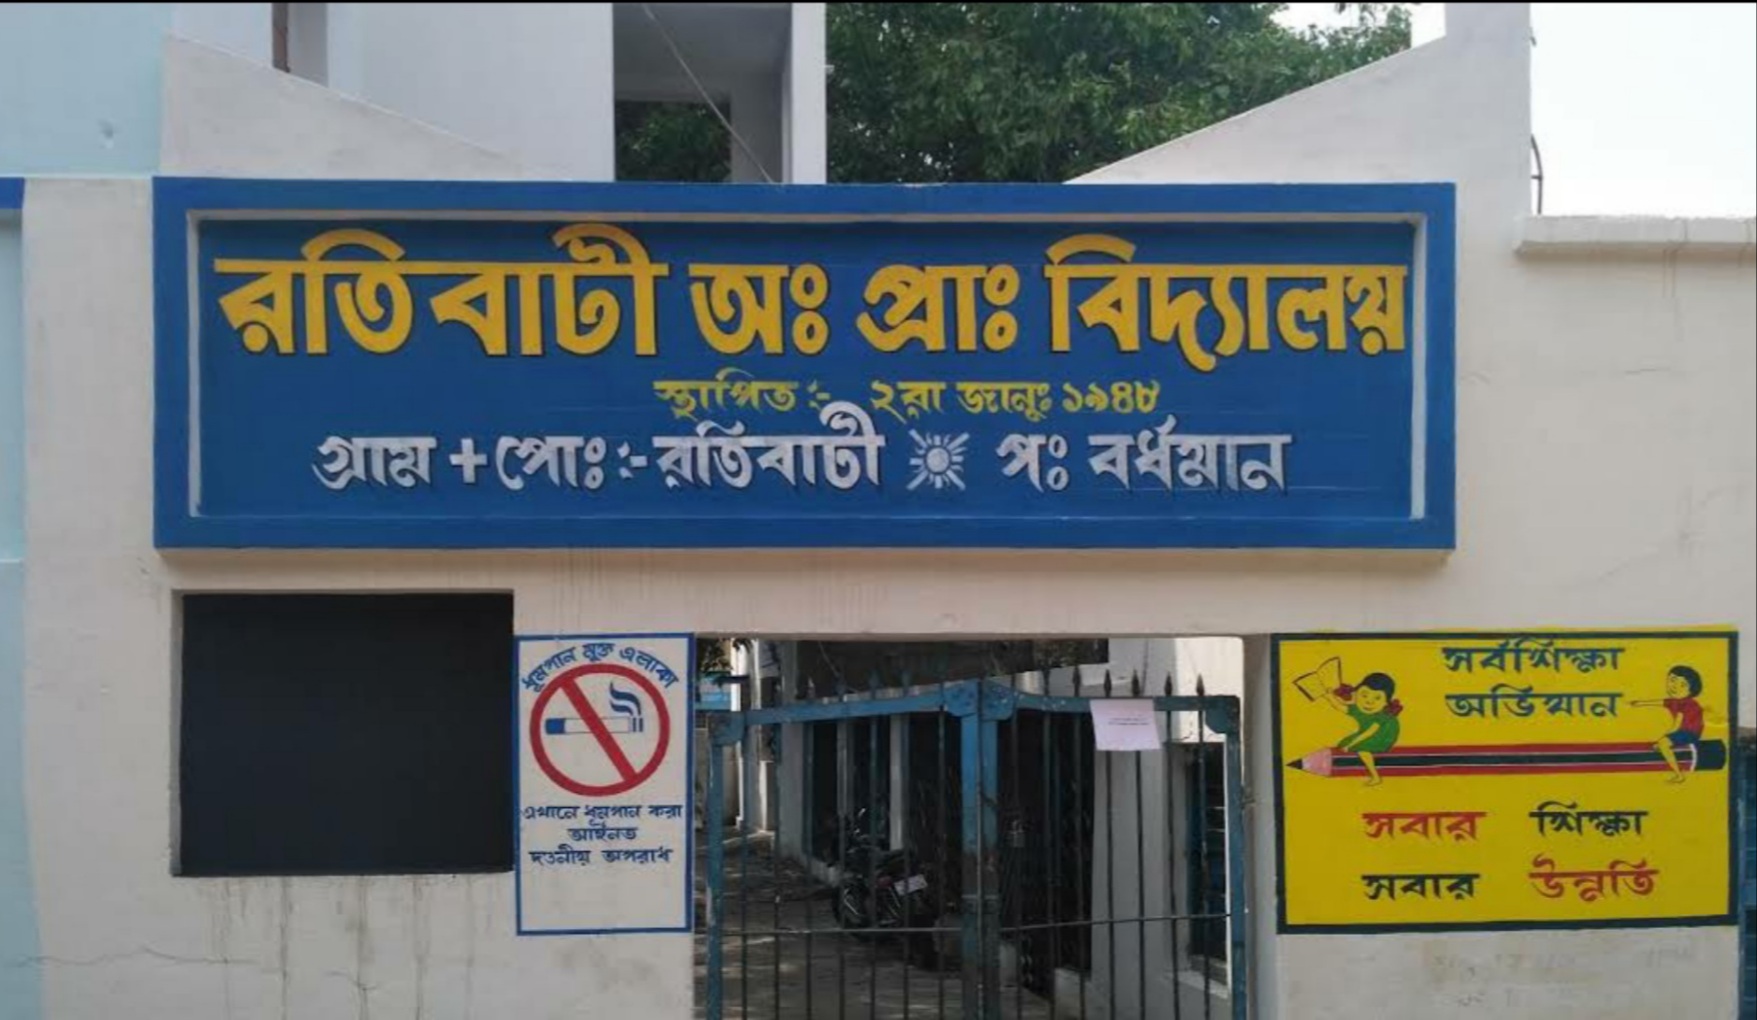 রতিবাটী অঃ প্রাঃ বিদ্যালয়
স্থাপিত :- ২রা জানুঃ ১৯৪৮
গ্রাম + পোঃ :- রতিবাটী পঃ বর্ধমান
ধূমপান মুক্ত এলাকা
এখানে ধূমপান করা
আইনত
দণ্ডনীয় অপরাধ
সর্বশিক্ষা
অভিযান
সবার শিক্ষা
সবার উন্নতি